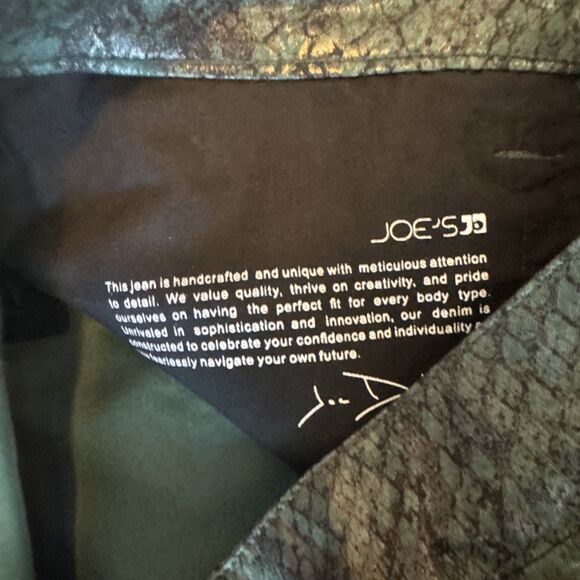 JOE'S
This jean is handcrafted and unique with meticulous attention
to detail. We value quality, thrive on creativity, and pride
ourselves on having the perfect fit for every body type.
Unrivaled in sophistication and innovation, our denim is
constructed to celebrate your confidence and individuality
navigate your own future.
Joe D